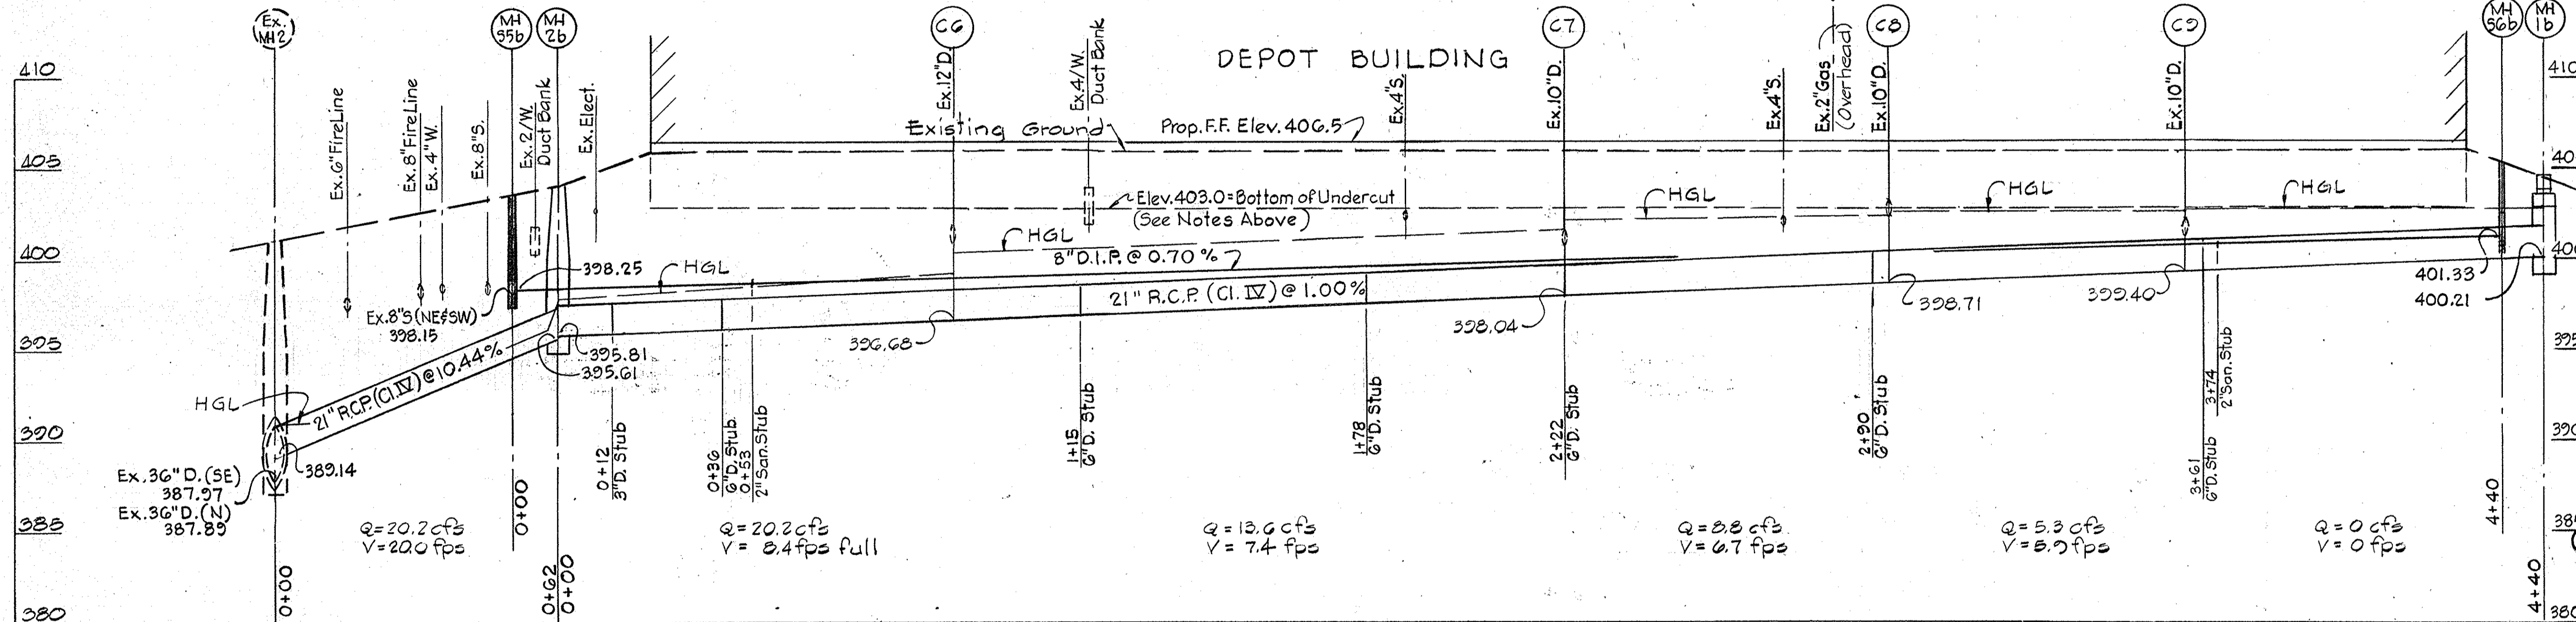 Ex.
MH2
MH
S5b
MH
2b
C6
C7
C8
C9
MH
S6b
MH
1b
410
405
400
395
390
385
380
Ex.6"FireLine
Ex.8"FireLine
Ex.4"W.
Ex.8"S.
Ex.2/W.
Duct Bank
Ex.Elect.
Ex.12"D.
Ex.4/W.
Duct Bank
DEPOT BUILDING
Ex.4"S.
Ex.10"D.
Ex.4"S.
Ex.2"Gas
(Overhead)
Ex.10"D.
Ex.10"D.
Existing Ground
Prop.F.F. Elev.406.5
Elev.403.0=Bottom of Undercut
(See Notes Above)
HGL
HGL
HGL
HGL
HGL
HGL
8"D.I.P.@ 0.70%
21" R.C.P. (Cl. IV) @ 1.00%
21" R.C.P. (Cl. IV) @ 10.44%
398.25
Ex.8"S(NE&SW)
398.15
395.81
395.61
396.68
398.04
398.71
399.40
401.33
400.21
389.14
Ex.36"D.(SE)
387.97
Ex.36"D.(N)
387.89
0+00
0+00
0+62
0+00
0+12
3"D. Stub
0+36
6"D. Stub
0+53
2"San.Stub
1+15
6"D. Stub
1+78
6"D. Stub
2+22
6"D. Stub
2+90
6"D. Stub
3+61
6"D. Stub
3+74
2"San.Stub
4+40
4+40
Q=20.2cfs
V=20.0 fps
Q=20.2cfs
V= 8.4fps full
Q=13.6 cfs
V= 7.4 fps
Q=8.8 cfs
V=6.7 fps
Q=5.3 cfs
V=5.9 fps
Q=0 cfs
V=0 fps
410
40
400
395
390
385
380